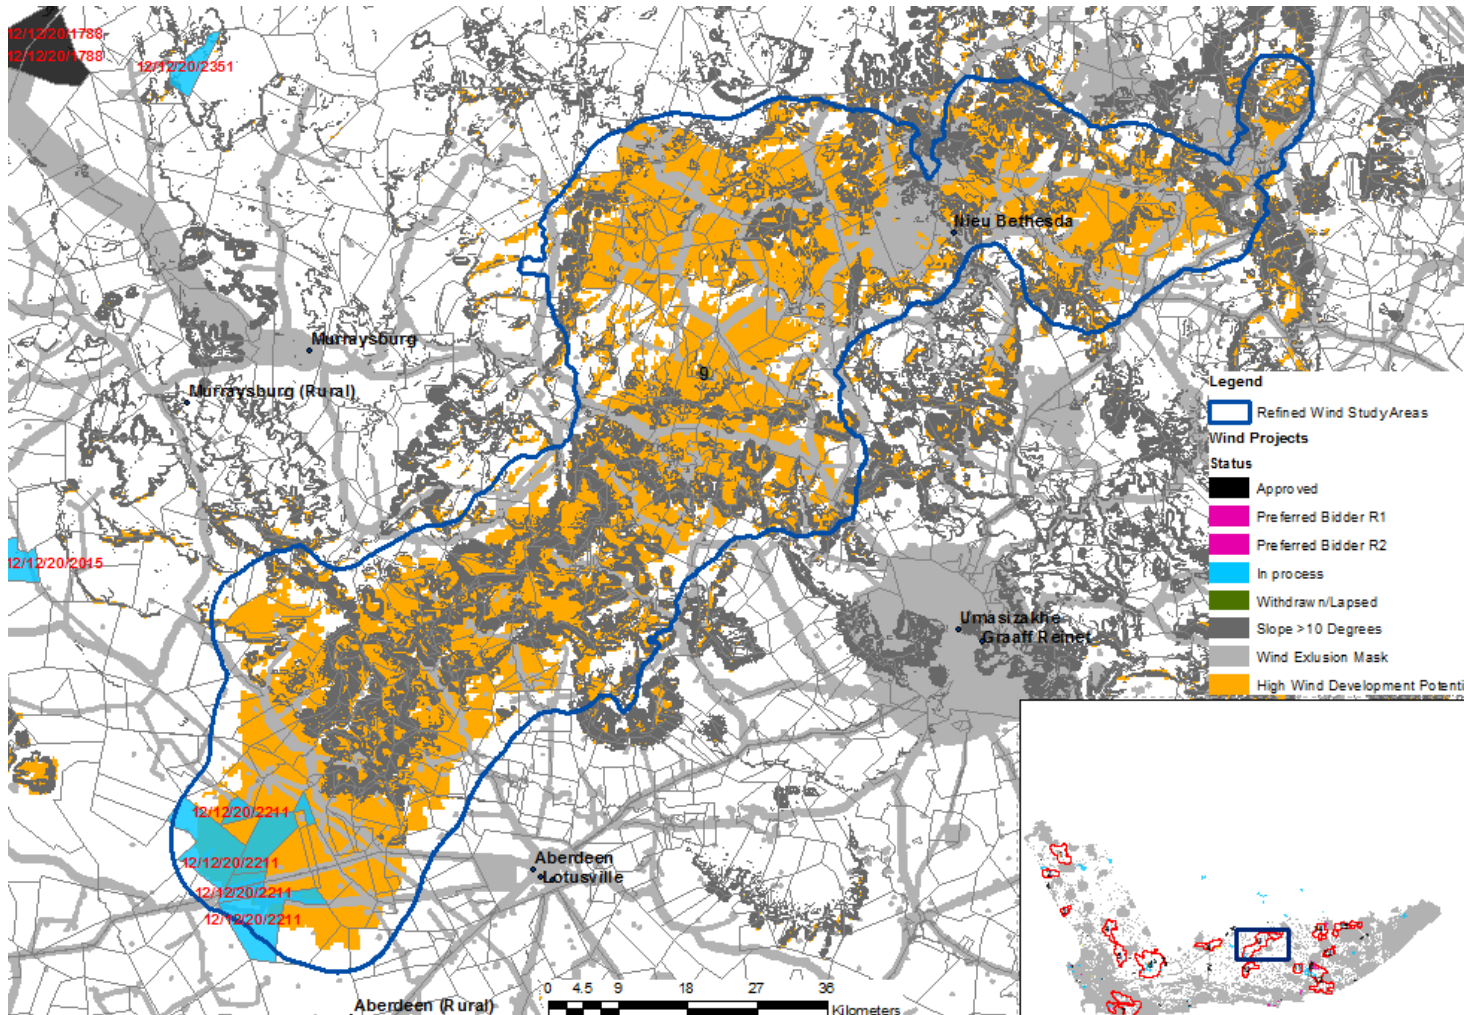 12/12/20/1788
12/12/20/1788
12/12/20/2351
Nieu Bethesda
Murraysburg
9
Murraysburg (Rural)
Legend
Refined Wind Study Areas
Wind Projects
Status
Approved
Preferred Bidder R1
Preferred Bidder R2
In process
Withdrawn/Lapsed
Slope >10 Degrees
Wind Exlusion Mask
High Wind Development Potenti
12/12/20/2015
Umasizakhe
Graaff Reinet
12/12/20/2211
12/12/20/2211
12/12/20/2211
12/12/20/2211
Aberdeen
Lotusville
Aberdeen (Rural)
0 4.5 9 18 27 36
Kilometers